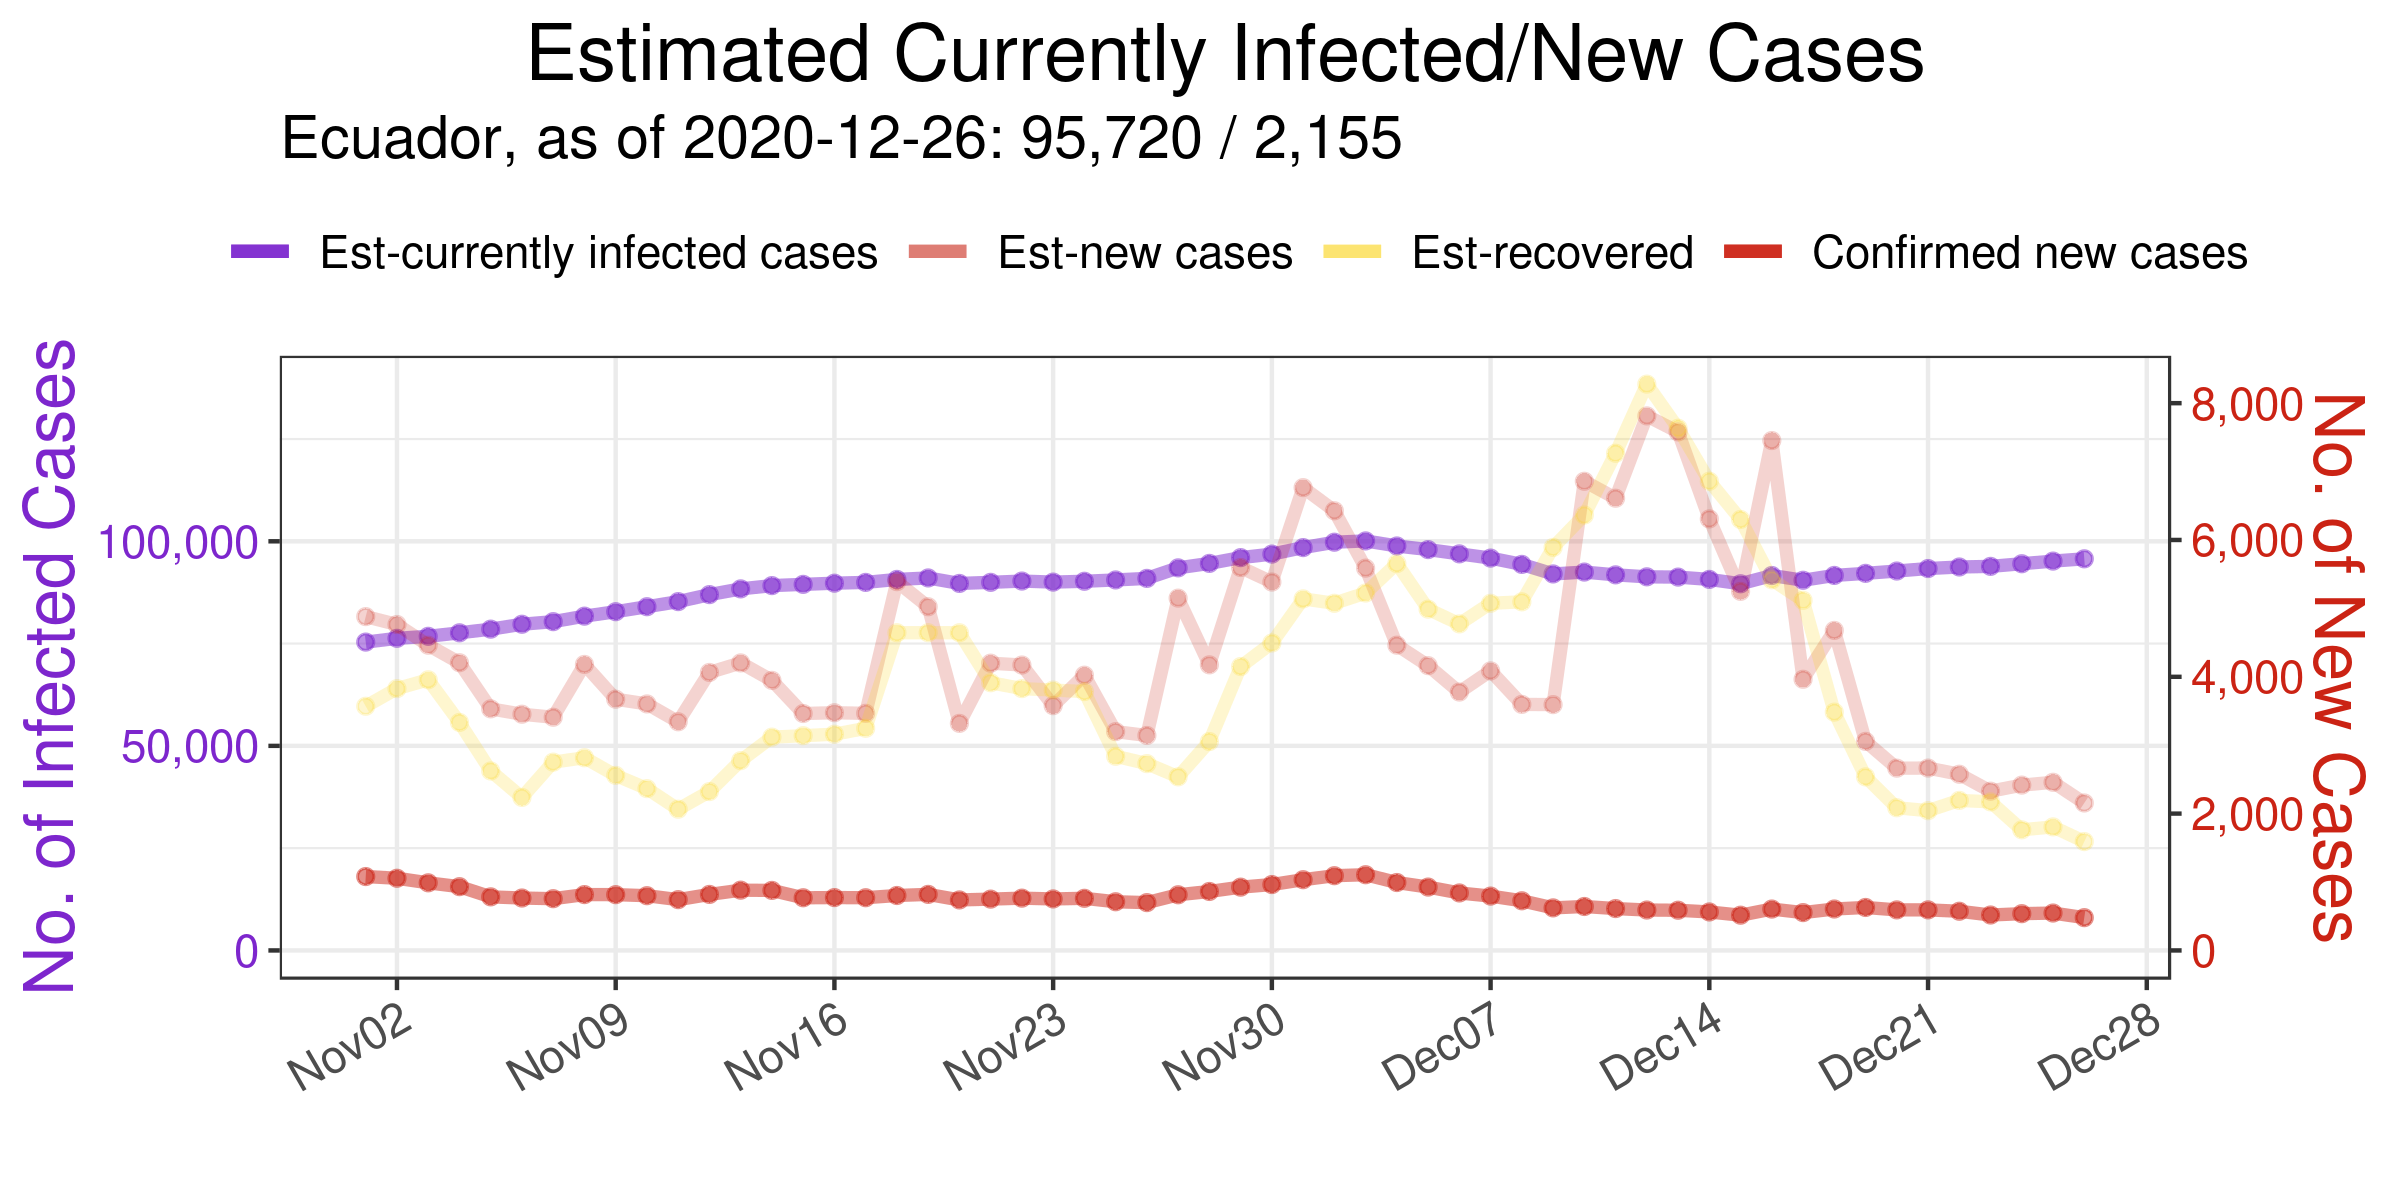 Estimated Currently Infected/New Cases
Ecuador, as of 2020-12-26: 95,720 / 2,155
Est-currently infected cases Est-new cases Est-recovered Confirmed new cases
No. of Infected Cases
100,000
50,000
0
8,000
6,000
4,000
2,000
0
No. of New Cases
Nov02 Nov09 Nov16 Nov23 Nov30 Dec07 Dec14 Dec21 Dec28